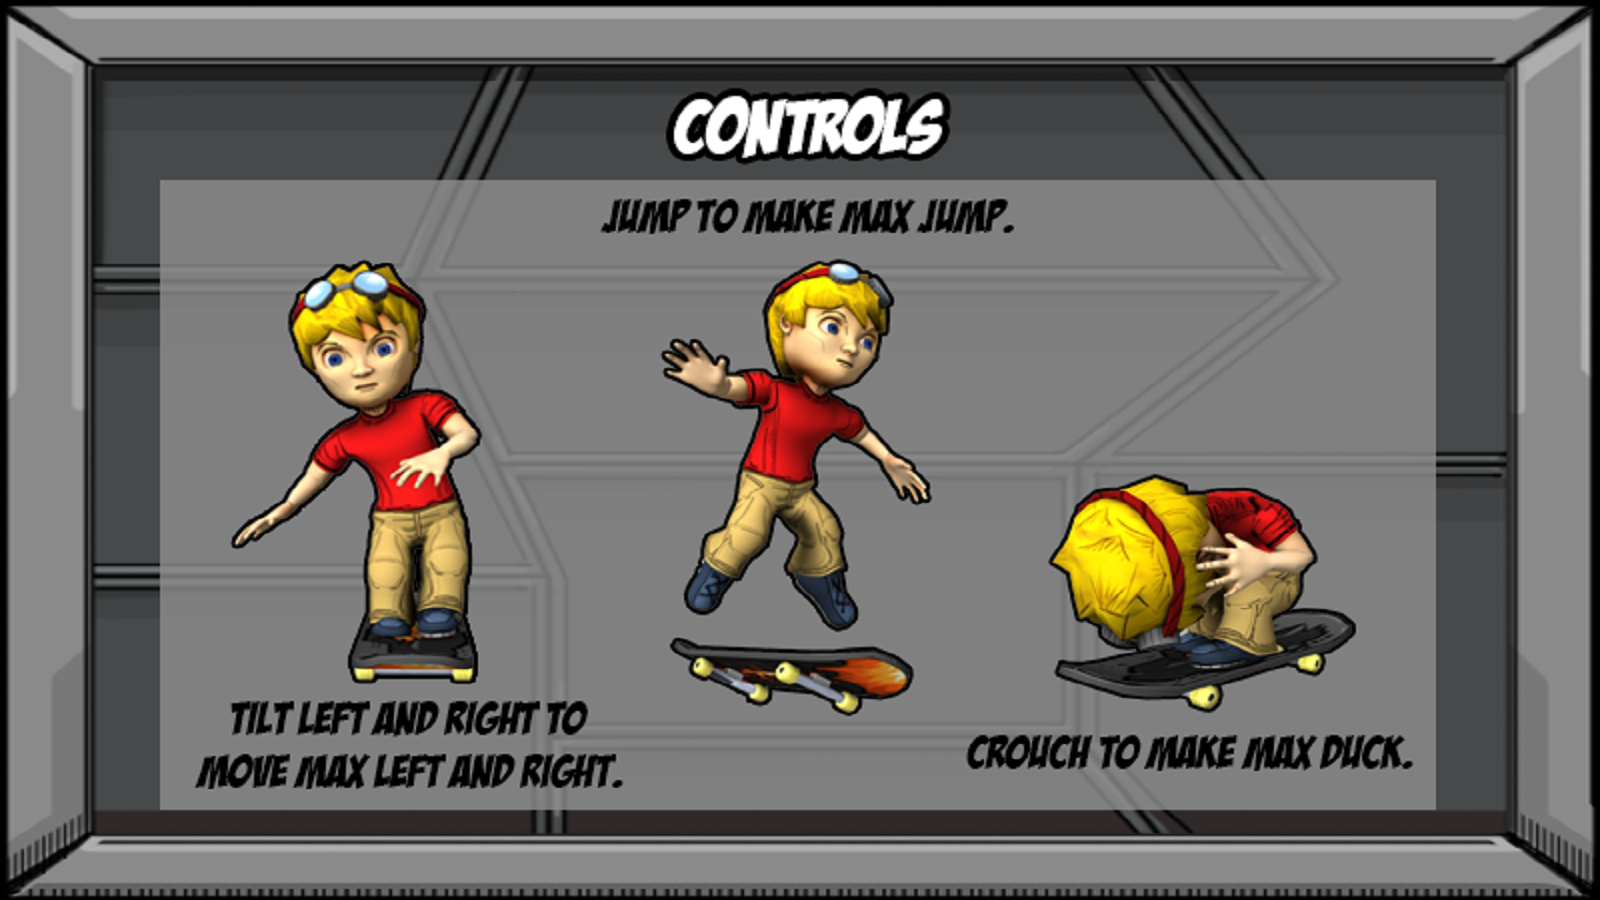 CONTROLS
JUMP TO MAKE MAX JUMP.
TILT LEFT AND RIGHT TO
MOVE MAX LEFT AND RIGHT.
CROUCH TO MAKE MAX DUCK.